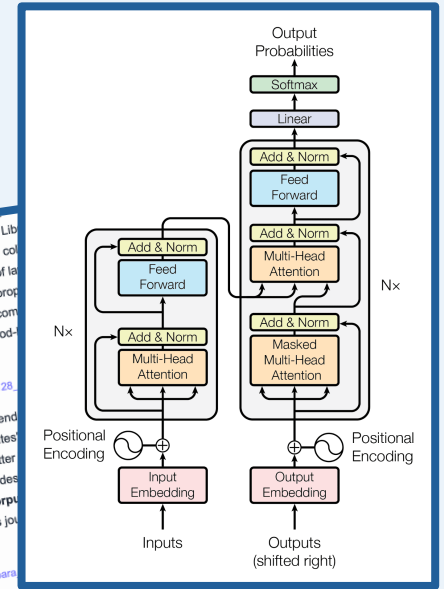 Output
Probabilities
Softmax
Linear
Add & Norm
Feed
Forward
Add & Norm
Multi-Head
Attention
Add & Norm
Masked
Multi-Head
Attention
N×
Add & Norm
Feed
Forward
Add & Norm
Multi-Head
Attention
N×
Positional
Encoding
Positional
Encoding
Input
Embedding
Output
Embedding
Inputs
Outputs
(shifted right)